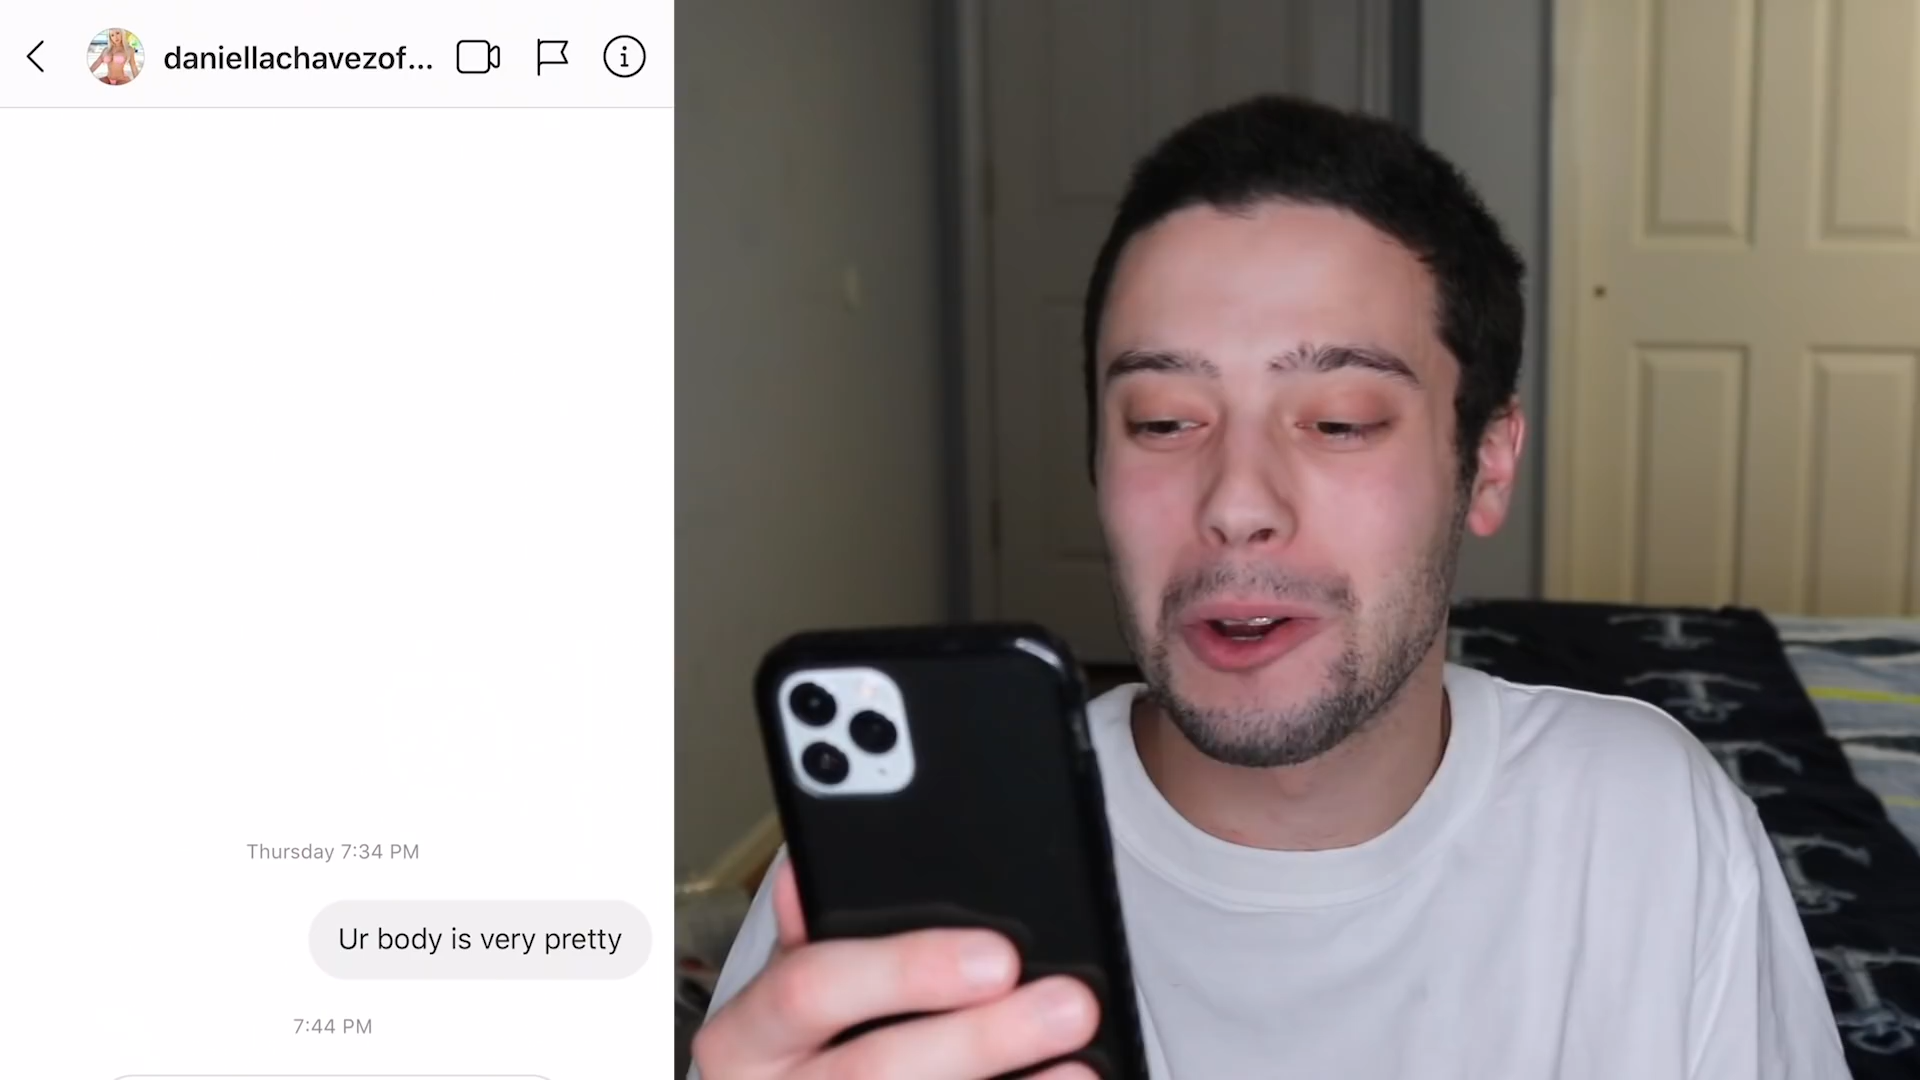 daniellachavezof...
Thursday 7:34 PM
Ur body is very pretty
7:44 PM